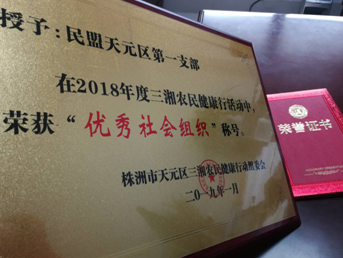 授予：民盟天元区第一支部
在2018年度三湘农民健康行活动中，
荣获“优秀社会组织”称号。
株洲市天元区三湘农民健康行动组委会
二〇一九年一月
荣誉证书